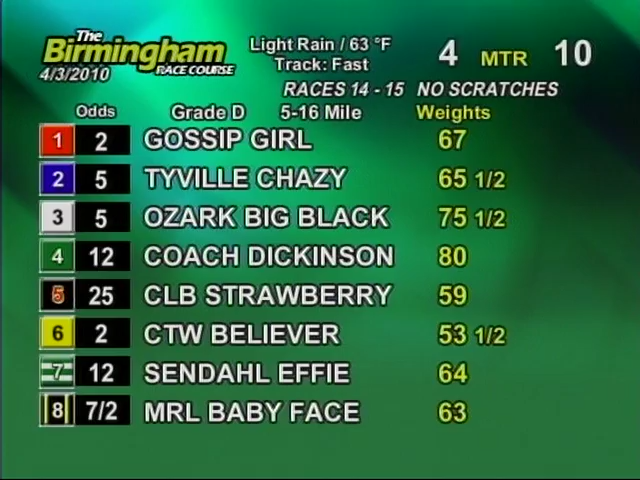 The
Birmingham
RACE COURSE
4/3/2010
Light Rain / 63 °F
Track: Fast
4 MTR 10
RACES 14 - 15 NO SCRATCHES
Odds Grade D 5-16 Mile Weights
1 2 GOSSIP GIRL 67
2 5 TYVILLE CHAZY 65 1/2
3 5 OZARK BIG BLACK 75 1/2
4 12 COACH DICKINSON 80
5 25 CLB STRAWBERRY 59
6 2 CTW BELIEVER 53 1/2
7 12 SENDAHL EFFIE 64
8 7/2 MRL BABY FACE 63